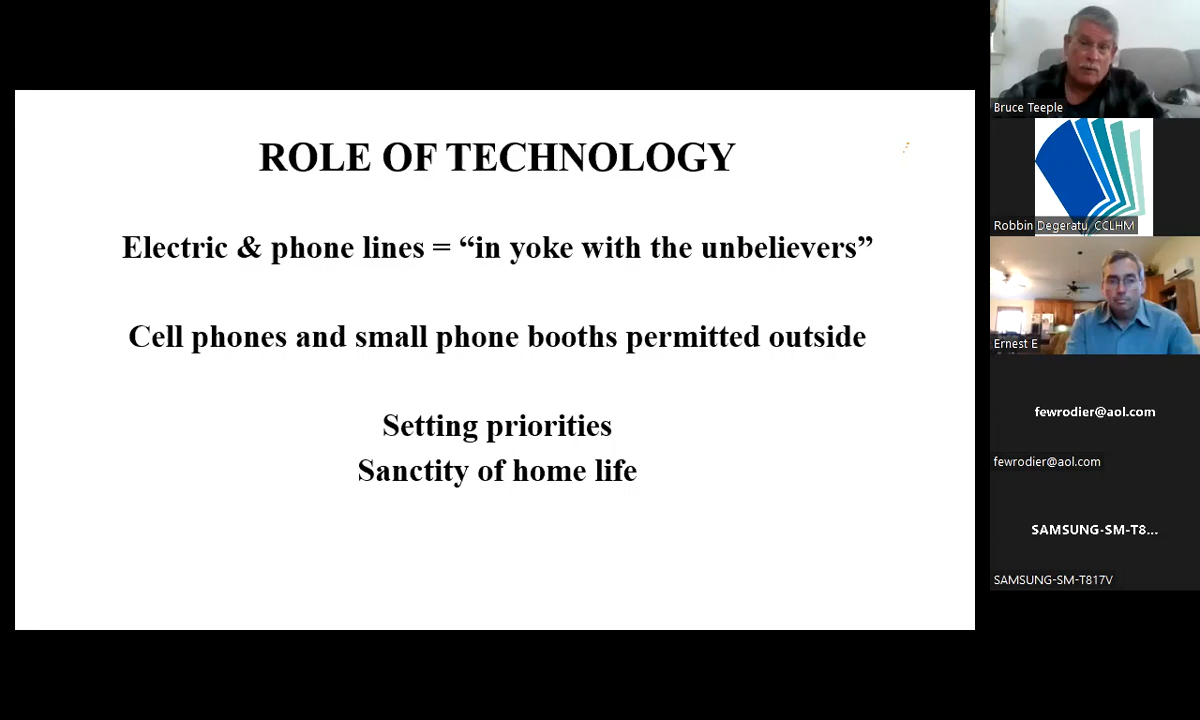 ROLE OF TECHNOLOGY
Electric & phone lines = “in yoke with the unbelievers”
Cell phones and small phone booths permitted outside
Setting priorities
Sanctity of home life
Bruce Teeple
Robbin Degeratu, CCLHM
Ernest E
fewrodier@aol.com
fewrodier@aol.com
SAMSUNG-SM-T8...
SAMSUNG-SM-T817V